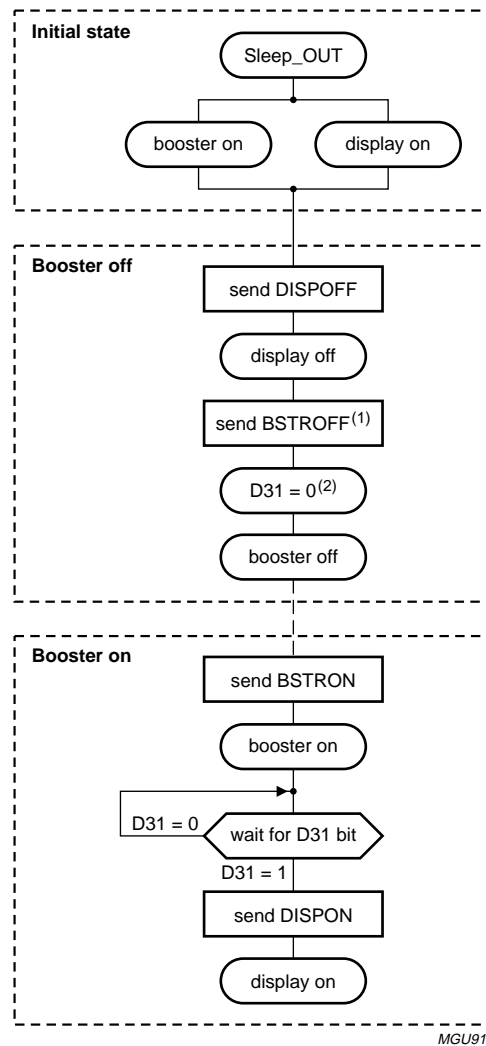 Initial state
Sleep_OUT
booster on
display on
Booster off
send DISPOFF
display off
send BSTROFF(1)
D31 = 0(2)
booster off
Booster on
send BSTRON
booster on
D31 = 0
wait for D31 bit
D31 = 1
send DISPON
display on
MGU91